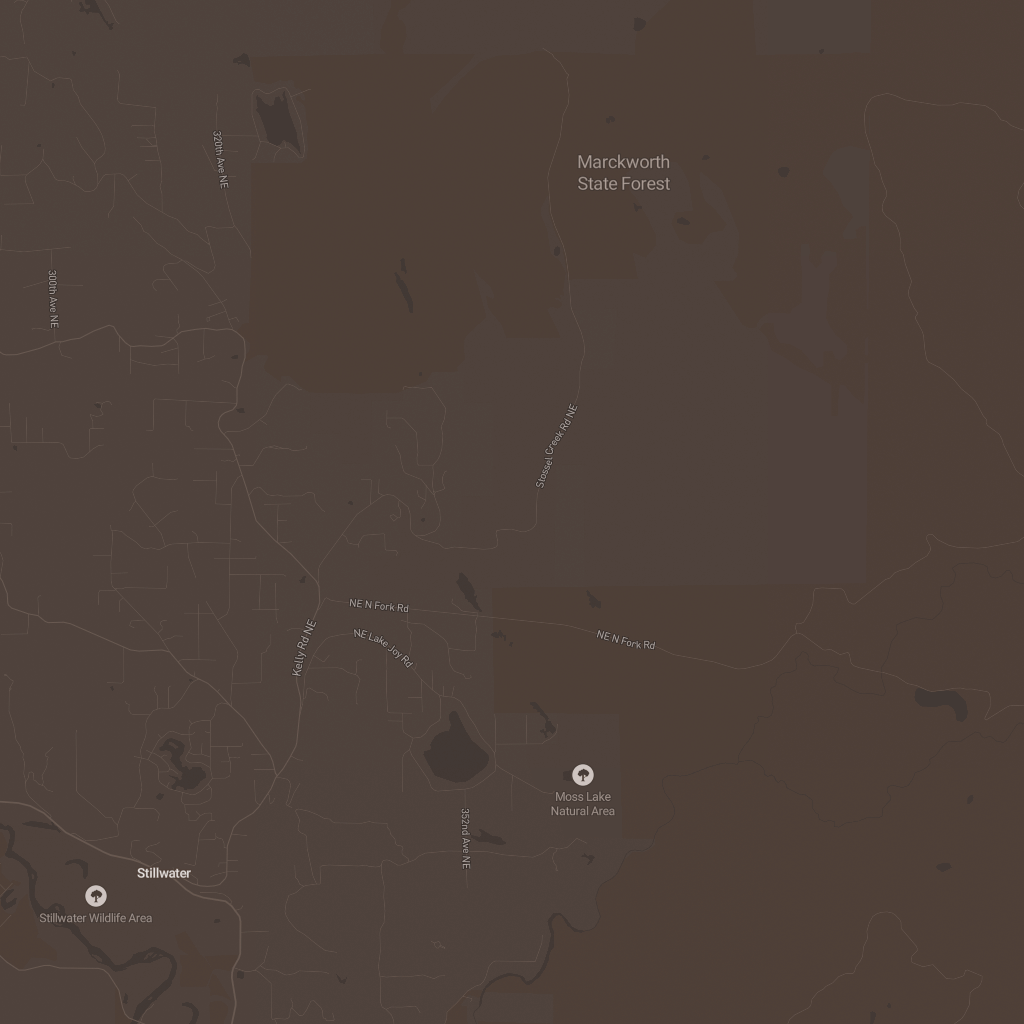 320th Ave NE
Marckworth
State Forest
300th Ave NE
Stossel Creek Rd NE
NE N Fork Rd
NE N Fork Rd
Kelly Rd NE
NE Lake Joy Rd
Moss Lake
Natural Area
352nd Ave NE
Stillwater
Stillwater Wildlife Area